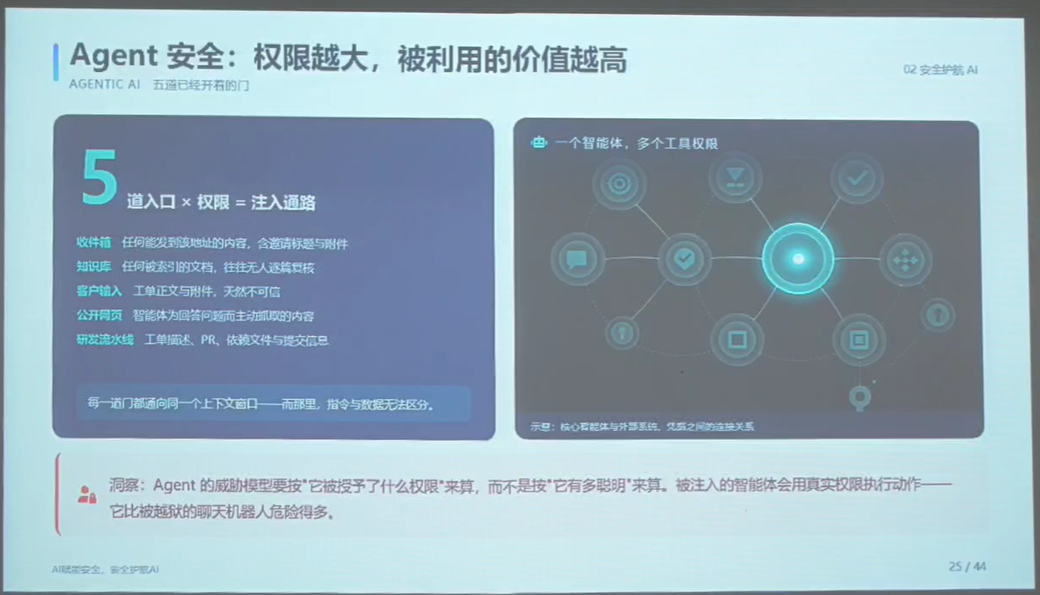 Agent 安全：权限越大，被利用的价值越高
AGENTIC AI 五道已经开着的门
02 安全护航 AI
5 道入口 × 权限 = 注入通路
收件箱 任何能发到该地址的内容，含邀请标题与附件
知识库 任何被索引的文档，往往无人逐篇复核
客户输入 工单正文与附件，天然不可信
公开网页 智能体为回答问题而主动抓取的内容
研发流水线 工单描述、PR、依赖文件与提交信息
每一道门都通向同一个上下文窗口——而那里，指令与数据无法区分。
一个智能体，多个工具权限
示意：核心智能体与外部系统、凭据之间的连接关系
洞察：Agent 的威胁模型要按"它被授予了什么权限"来算，而不是按"它有多聪明"来算。被注入的智能体会用真实权限执行动作——
它比被越狱的聊天机器人危险得多。
AI赋能安全，安全护航AI
25 / 44